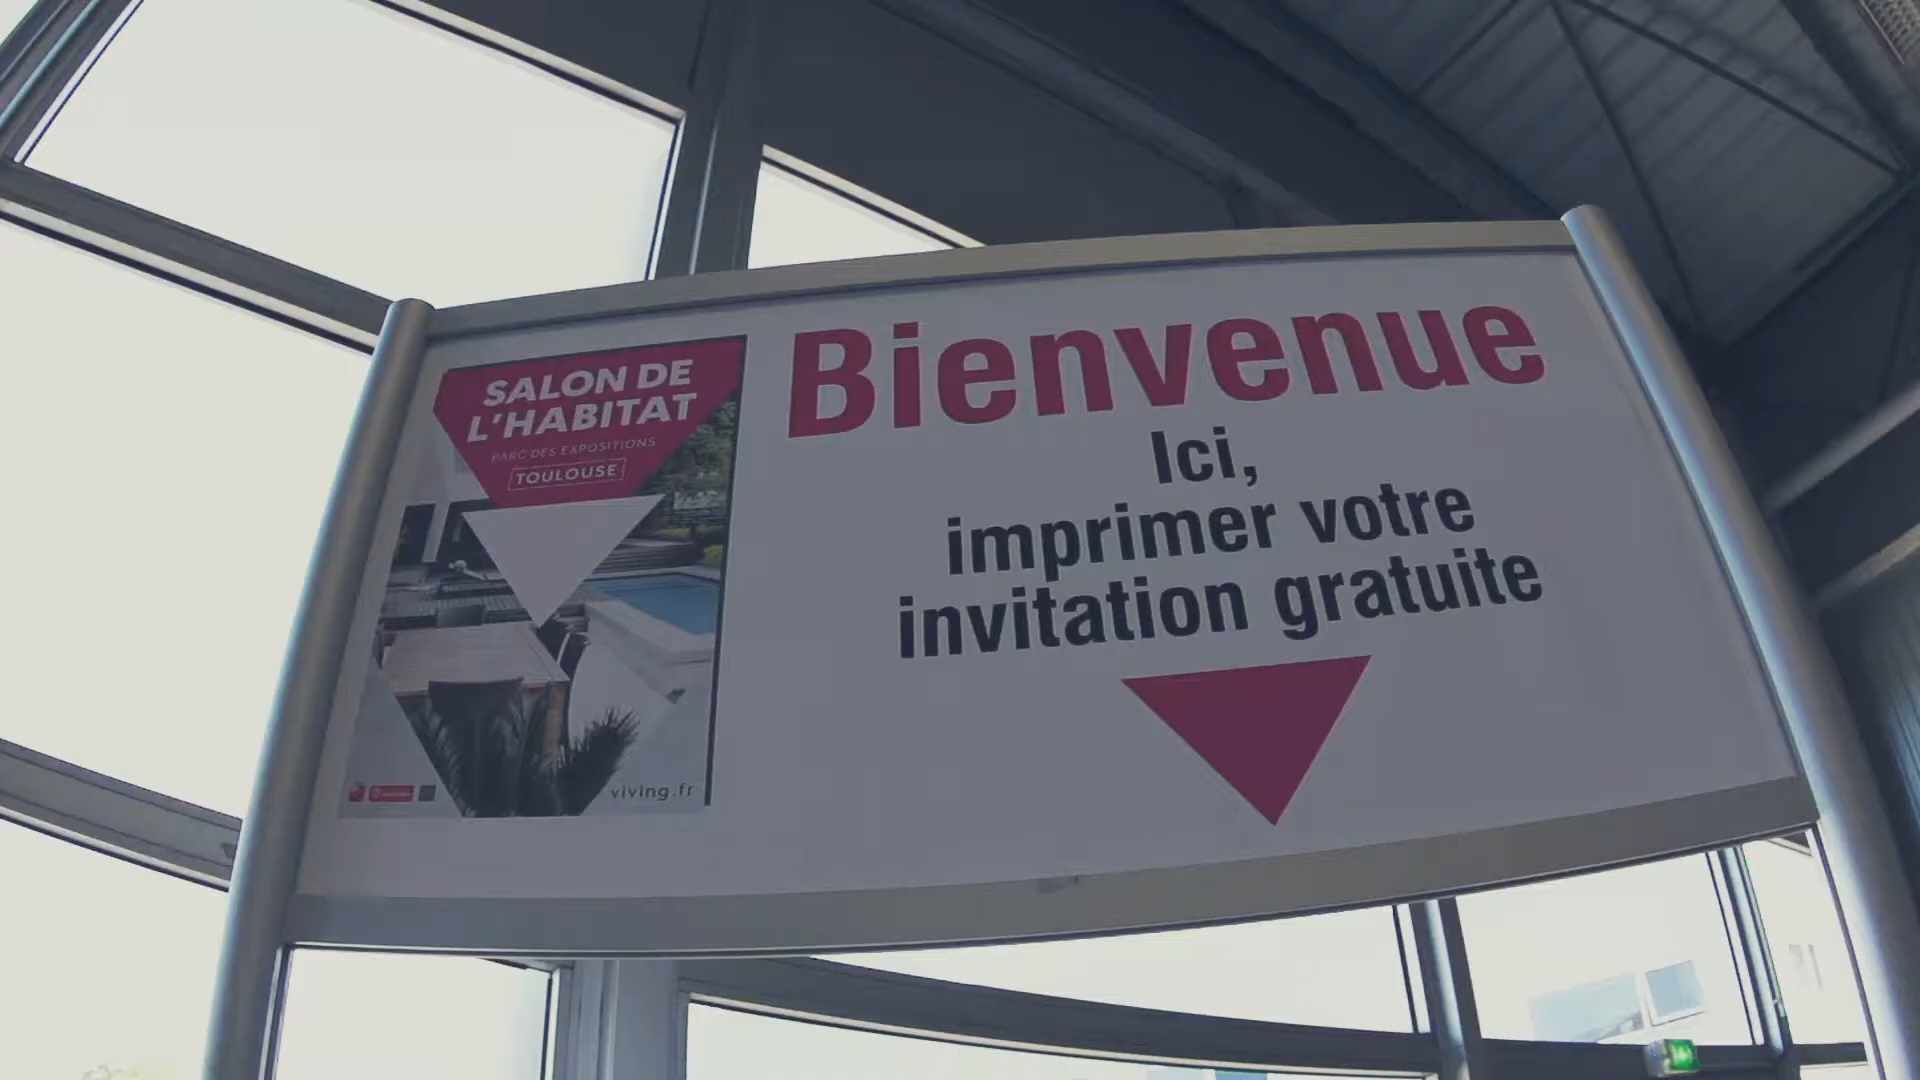 SALON DE
L'HABITAT
PARC DES EXPOSITIONS
TOULOUSE
viving.fr
Bienvenue
Ici,
imprimer votre
invitation gratuite